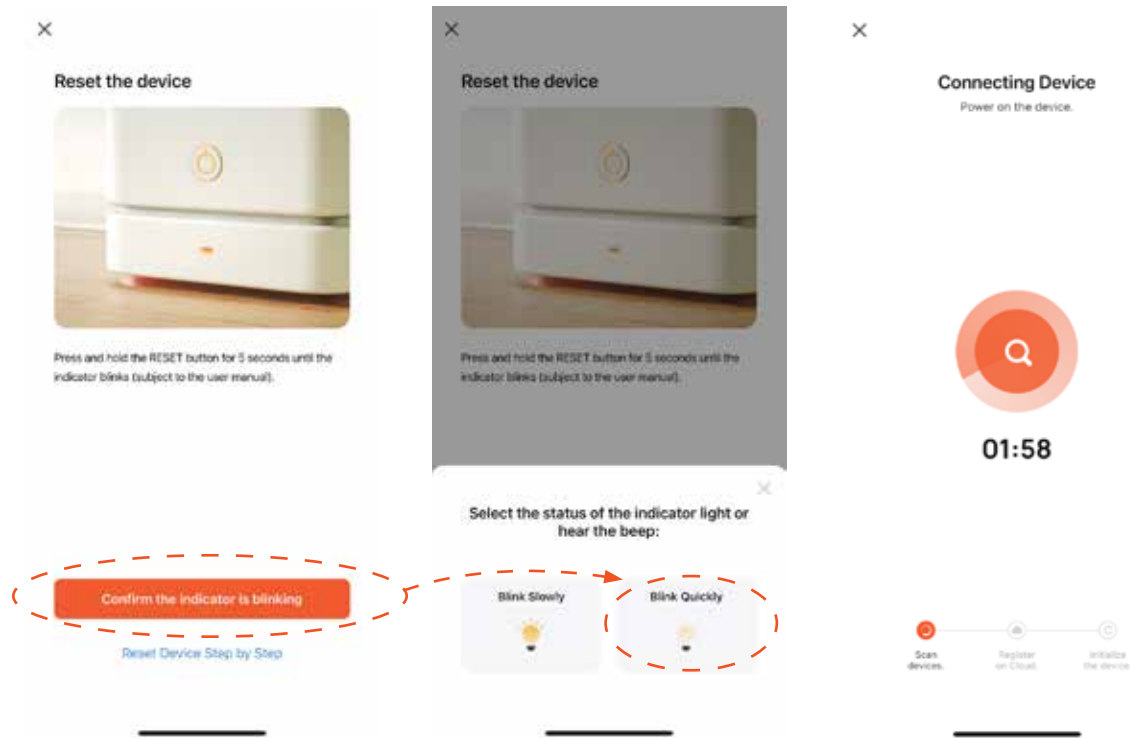 Reset the device
Press and hold the RESET button for 5 seconds until the
indicator blinks (subject to the user manual).
Confirm the indicator is blinking
Reset Device Step by Step
Reset the device
Press and hold the RESET button for 5 seconds until the
indicator blinks (subject to the user manual).
Select the status of the indicator light or
hear the beep:
Blink Slowly
Blink Quickly
Connecting Device
Power on the device.
01:58
Scan
devices.
Register
on Cloud.
Initialize
the device